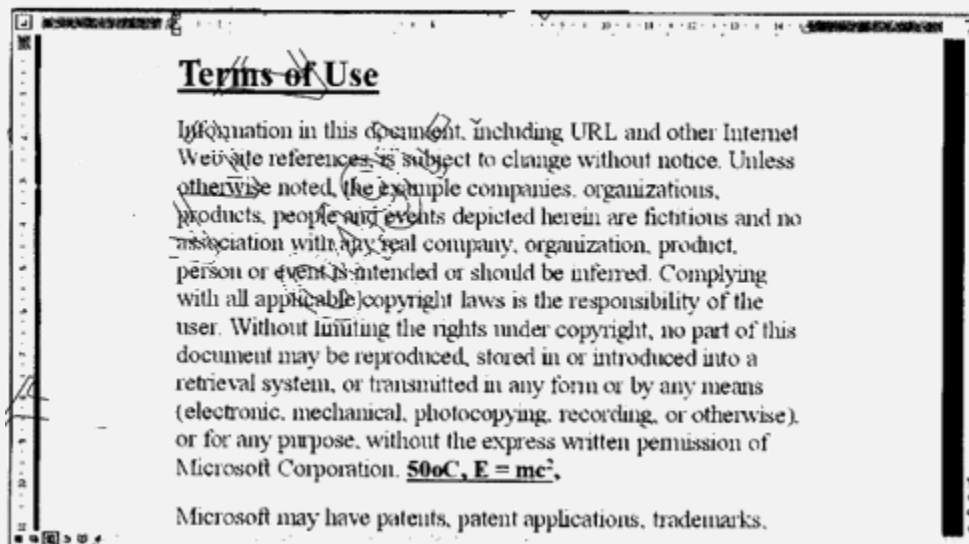 Terms of Use
Information in this document, including URL and other Internet
Web site references, is subject to change without notice. Unless
otherwise noted, the example companies, organizations,
products, people and events depicted herein are fictitious and no
association with any real company, organization, product,
person or event is intended or should be inferred. Complying
with all applicable copyright laws is the responsibility of the
user. Without limiting the rights under copyright, no part of this
document may be reproduced, stored in or introduced into a
retrieval system, or transmitted in any form or by any means
(electronic, mechanical, photocopying, recording, or otherwise),
or for any purpose, without the express written permission of
Microsoft Corporation. 50oC, E = mc²,
Microsoft may have patents, patent applications, trademarks,